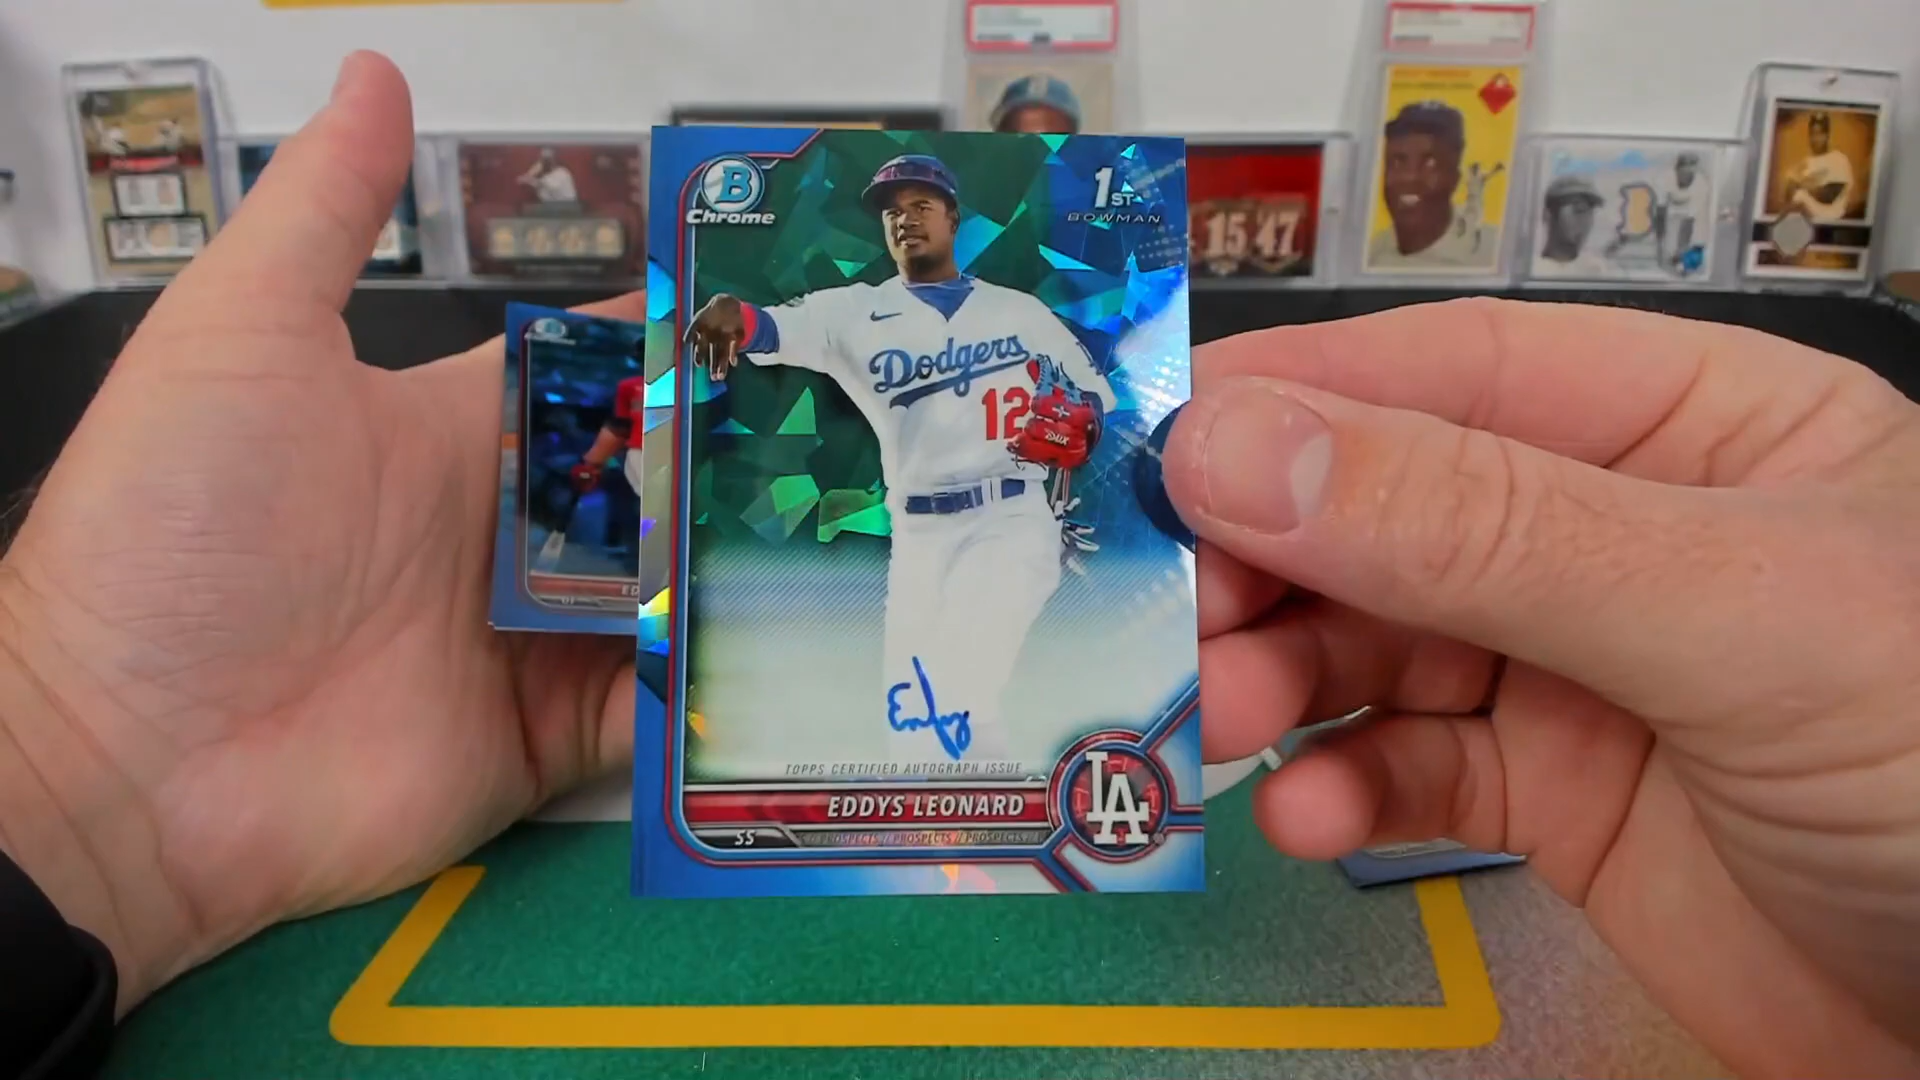 B
Chrome
1ST
BOWMAN
Dodgers
12
TOPPS CERTIFIED AUTOGRAPH ISSUE
EDDYS LEONARD
SS
PROSPECTS // PROSPECTS // PROSPECTS //
LA
15 47